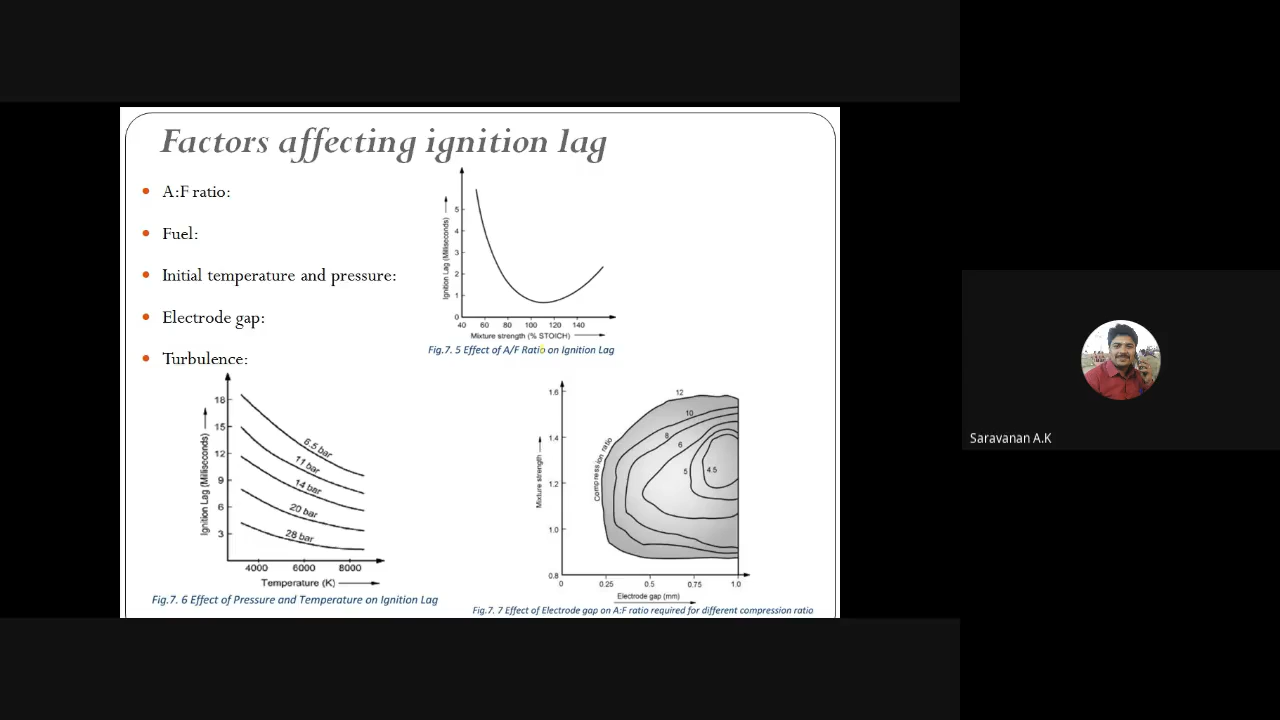 Factors affecting ignition lag
A:F ratio:
Fuel:
Initial temperature and pressure:
Electrode gap:
Turbulence:
Ignition Lag (Milliseconds)
5
4
3
2
1
0
40 60 80 100 120 140
Mixture strength (% STOICH)
Fig.7. 5 Effect of A/F Ratio on Ignition Lag
Ignition Lag (Milliseconds)
18
15
12
9
6
3
6.5 bar
11 bar
14 bar
20 bar
28 bar
4000 6000 8000
Temperature (K)
Fig.7. 6 Effect of Pressure and Temperature on Ignition Lag
Mixture strength
1.6
1.4
1.2
1.0
0.8
Compression ratio
12
10
8
6
5
4.5
0 0.25 0.5 0.75 1.0
Electrode gap (mm)
Fig.7. 7 Effect of Electrode gap on A:F ratio required for different compression ratio
Saravanan A.K